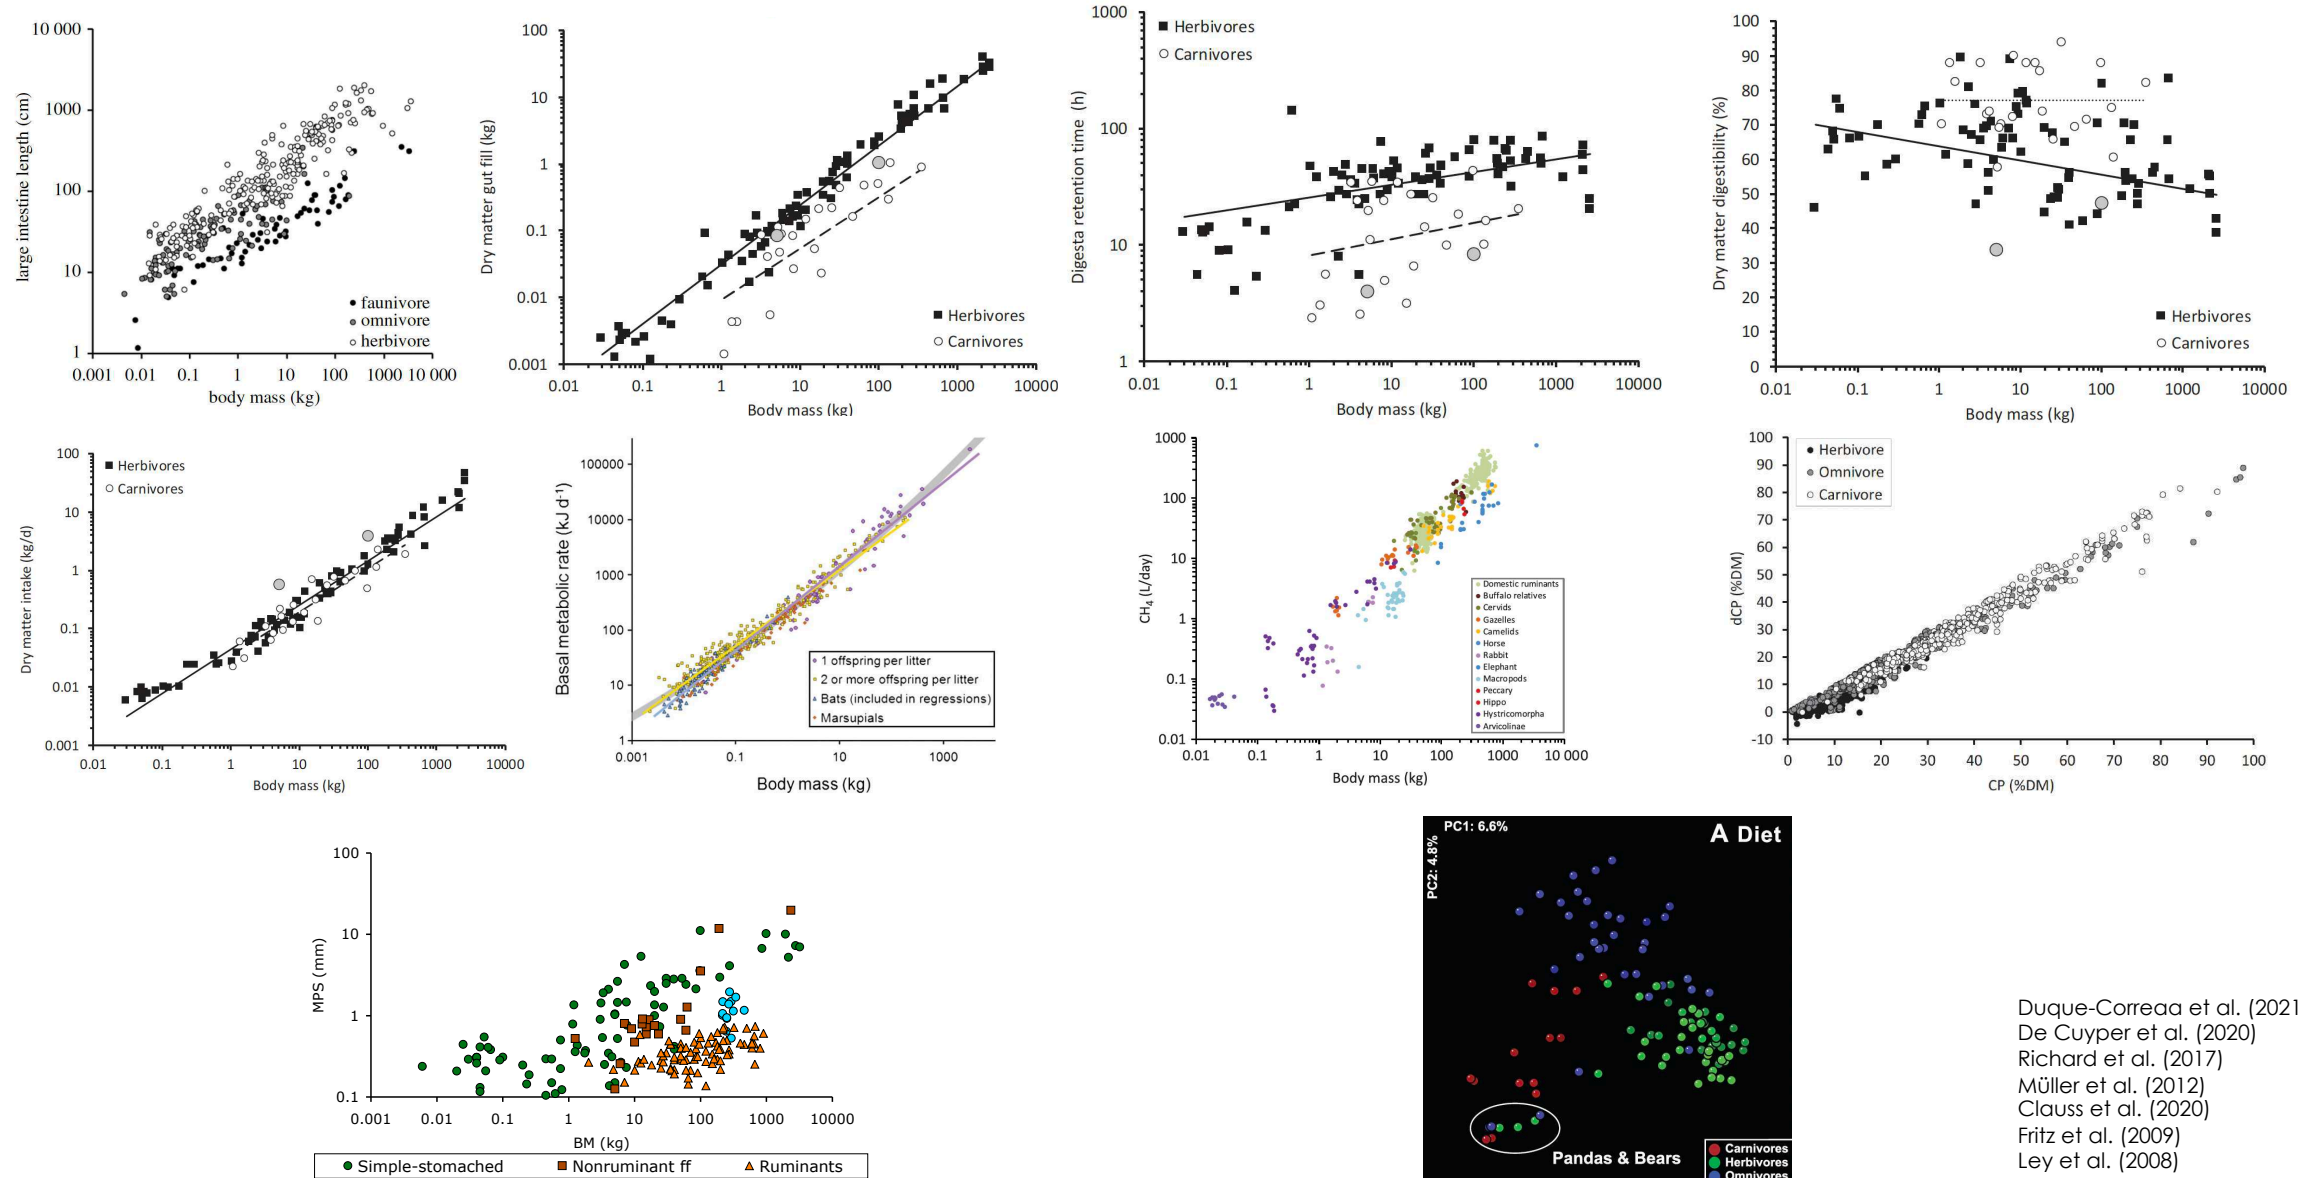 10 000
1000
100
10
1
large intestine length (cm)
faunivore
omnivore
herbivore
0.001 0.01 0.1 1 10 100 1000 10 000
body mass (kg)
100
10
1
0.1
0.01
0.001
Dry matter gut fill (kg)
Herbivores
Carnivores
0.01 0.1 1 10 100 1000 10000
Body mass (kg)
1000
100
10
1
Digesta retention time (h)
Herbivores
Carnivores
0.01 0.1 1 10 100 1000 10000
Body mass (kg)
100
90
80
70
60
50
40
30
20
10
0
Dry matter digestibility (%)
Herbivores
Carnivores
0.01 0.1 1 10 100 1000 10000
Body mass (kg)
100
10
1
0.1
0.01
0.001
Dry matter intake (kg/d)
Herbivores
Carnivores
0.01 0.1 1 10 100 1000 10000
Body mass (kg)
100000
10000
1000
100
10
1
Basal metabolic rate (kJ d⁻¹)
1 offspring per litter
2 or more offspring per litter
Bats (included in regressions)
Marsupials
0.001 0.1 10 1000
Body mass (kg)
1000
100
10
1
0.1
0.01
CH₄ (L/day)
Domestic ruminants
Buffalo relatives
Cervids
Gazelles
Camelids
Horse
Rabbit
Elephant
Macropods
Peccary
Hippo
Hystricomorpha
Arvicolinae
0.01 0.1 1 10 100 1000 10 000
Body mass (kg)
100
90
80
70
60
50
40
30
20
10
0
-10
dCP (%DM)
Herbivore
Omnivore
Carnivore
0 10 20 30 40 50 60 70 80 90 100
CP (%DM)
100
10
1
0.1
MPS (mm)
0.001 0.01 0.1 1 10 100 1000 10000
BM (kg)
Simple-stomached Nonruminant ff Ruminants
PC1: 6.6%
PC2: 4.8%
A Diet
Pandas & Bears
Carnivores
Herbivores
Omnivores
Duque-Correaa et al. (2021
De Cuyper et al. (2020)
Richard et al. (2017)
Müller et al. (2012)
Clauss et al. (2020)
Fritz et al. (2009)
Ley et al. (2008)